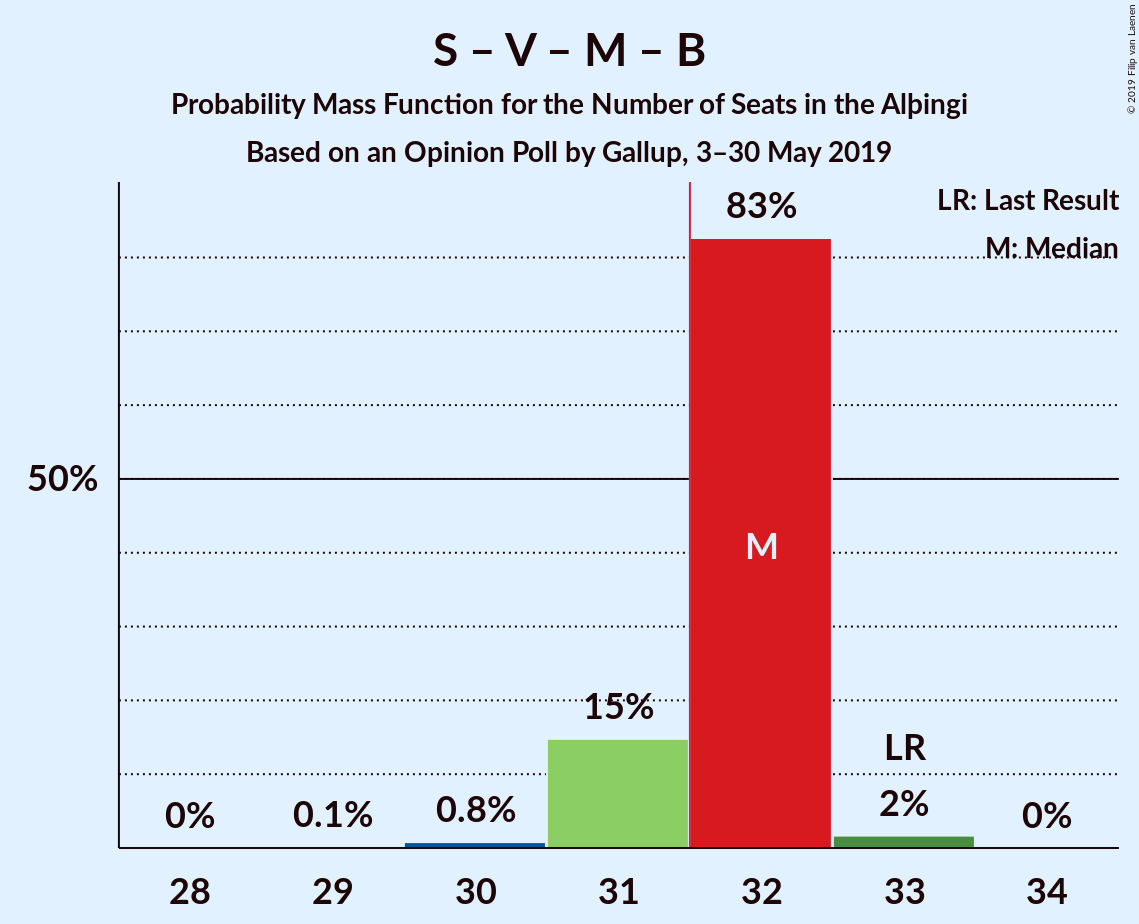 S – V – M – B
Probability Mass Function for the Number of Seats in the Alþingi
Based on an Opinion Poll by Gallup, 3–30 May 2019
© 2019 Filip van Laenen
LR: Last Result
M: Median
83%
50%
M
15%
LR
0%
0.1%
0.8%
2%
0%
28
29
30
31
32
33
34